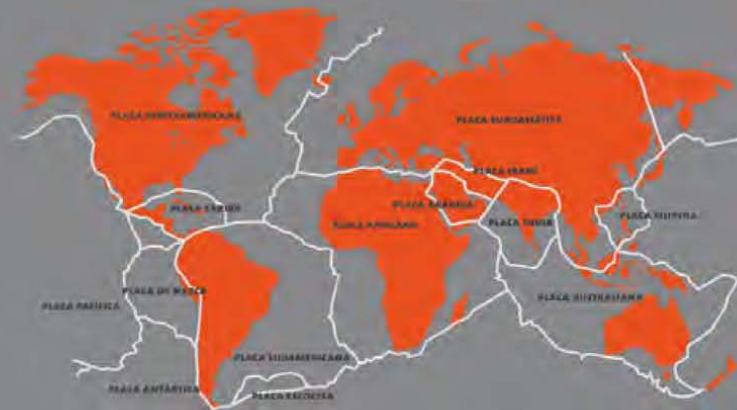 PLACA NORTEAMERICANA
PLACA EUROASIÁTICA
PLACA IRANÍ
PLACA CARIBE
PLACA ARÁBIGA
PLACA AFRICANA
PLACA INDIA
PLACA FILIPINA
PLACA DE NAZCA
PLACA PACÍFICA
PLACA AUSTRALIANA
PLACA SUDAMERICANA
PLACA ANTÁRTICA
PLACA ESCOCESA